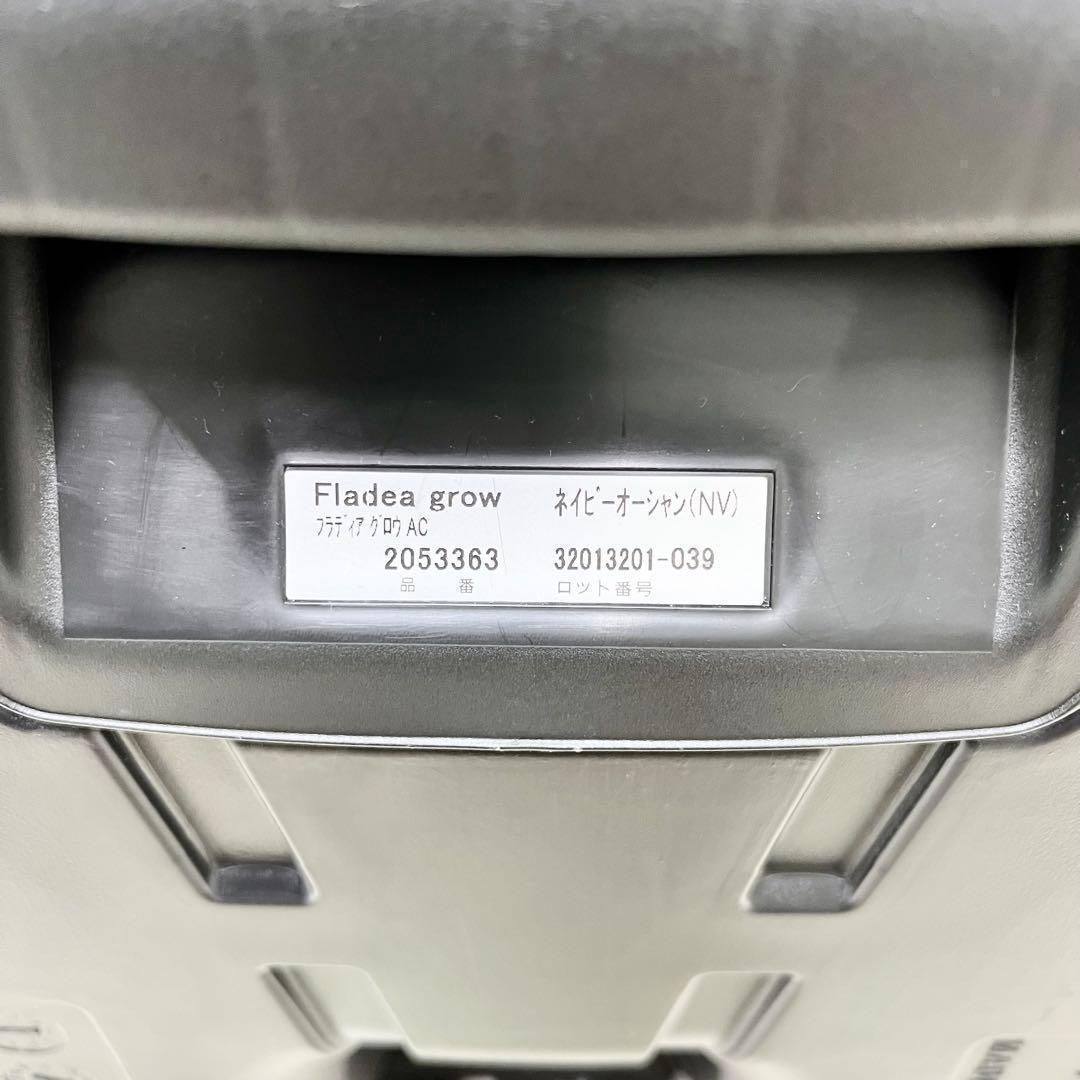 Fladea grow ネイビーオーシャン(NV)
フラディア グロウ AC
2053363 32013201-039
品 番 ロット番号